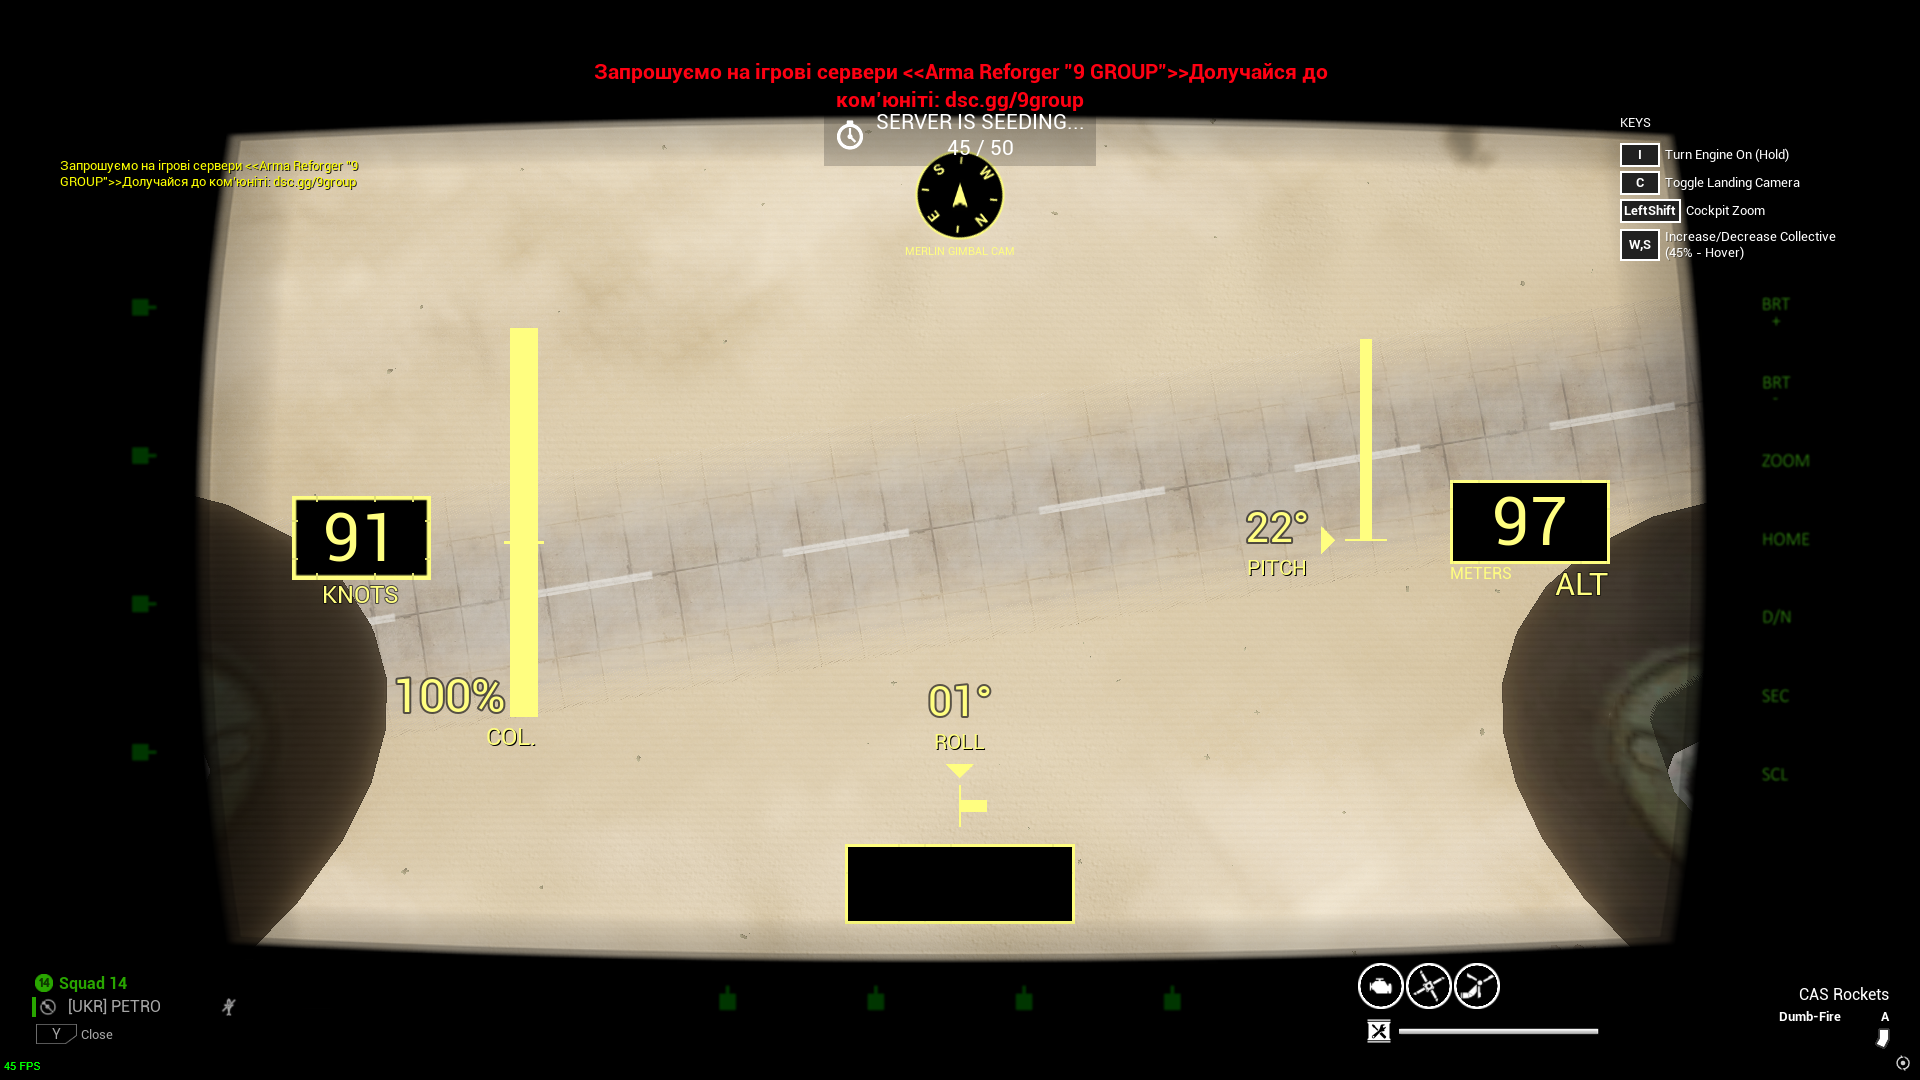 Запрошуємо на ігрові сервери <<Arma Reforger "9 GROUP">>Долучайся до
ком'юніті: dsc.gg/9group
SERVER IS SEEDING...
45 / 50
KEYS
I Turn Engine On (Hold)
C Toggle Landing Camera
LeftShift Cockpit Zoom
W,S Increase/Decrease Collective
(45% - Hover)
Запрошуємо на ігрові сервери <<Arma Reforger "9
GROUP">>Долучайся до ком'юніті: dsc.gg/9group
S W
E N
MERLIN GIMBAL CAM
BRT
+
BRT
-
ZOOM
HOME
D/N
SEC
SCL
91
KNOTS
22°
PITCH
97
METERS
ALT
100%
COL.
01°
ROLL
14 Squad 14
[UKR] PETRO
Y Close
45 FPS
CAS Rockets
Dumb-Fire A